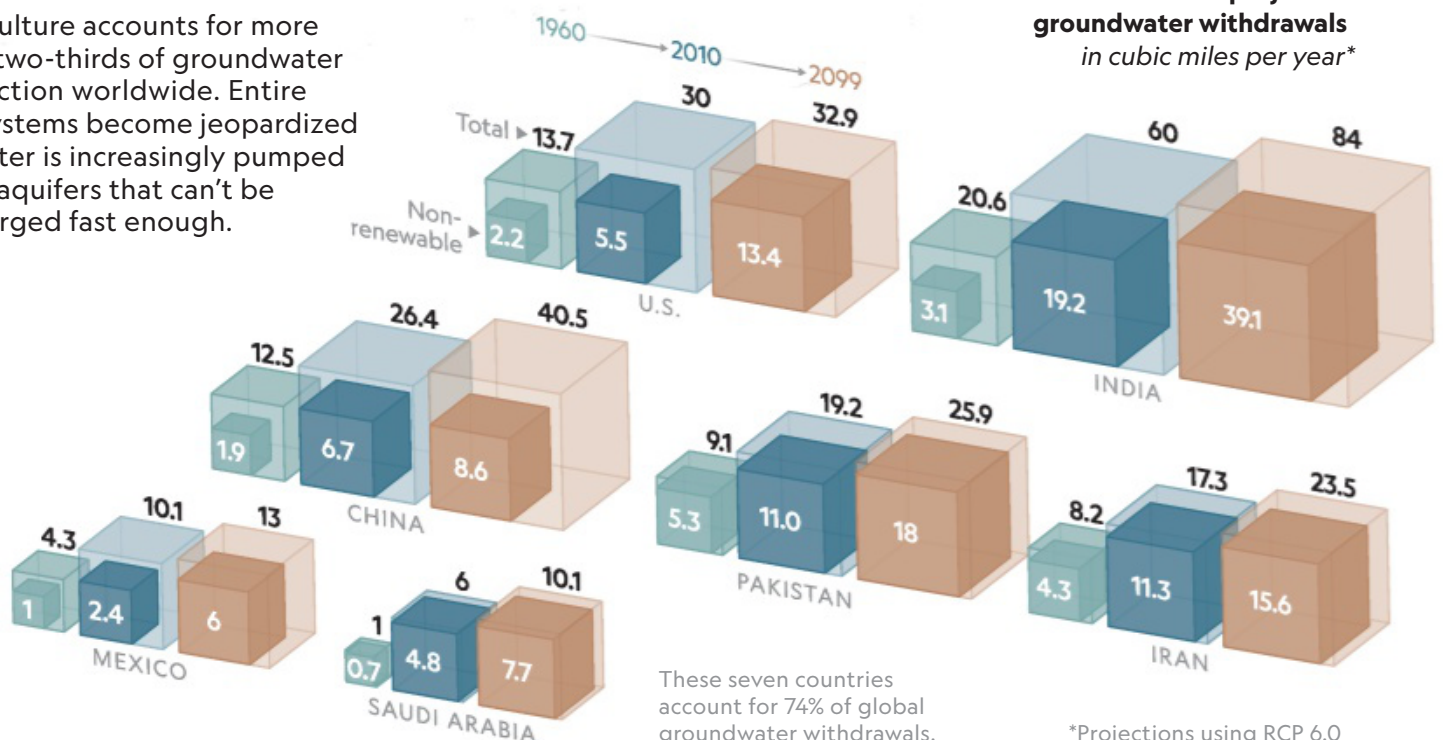 ulture accounts for more
two-thirds of groundwater
ction worldwide. Entire
ystems become jeopardized
ter is increasingly pumped
aquifers that can't be
rged fast enough.
groundwater withdrawals
in cubic miles per year*
1960
2010
2099
Total
Non-
renewable
13.7
2.2
30
5.5
32.9
13.4
U.S.
20.6
3.1
60
19.2
84
39.1
INDIA
12.5
1.9
26.4
6.7
40.5
8.6
CHINA
9.1
5.3
19.2
11.0
25.9
18
PAKISTAN
8.2
4.3
17.3
11.3
23.5
15.6
IRAN
4.3
1
10.1
2.4
13
6
MEXICO
1
0.7
6
4.8
10.1
7.7
SAUDI ARABIA
These seven countries
account for 74% of global
groundwater withdrawals.
*Projections using RCP 6.0